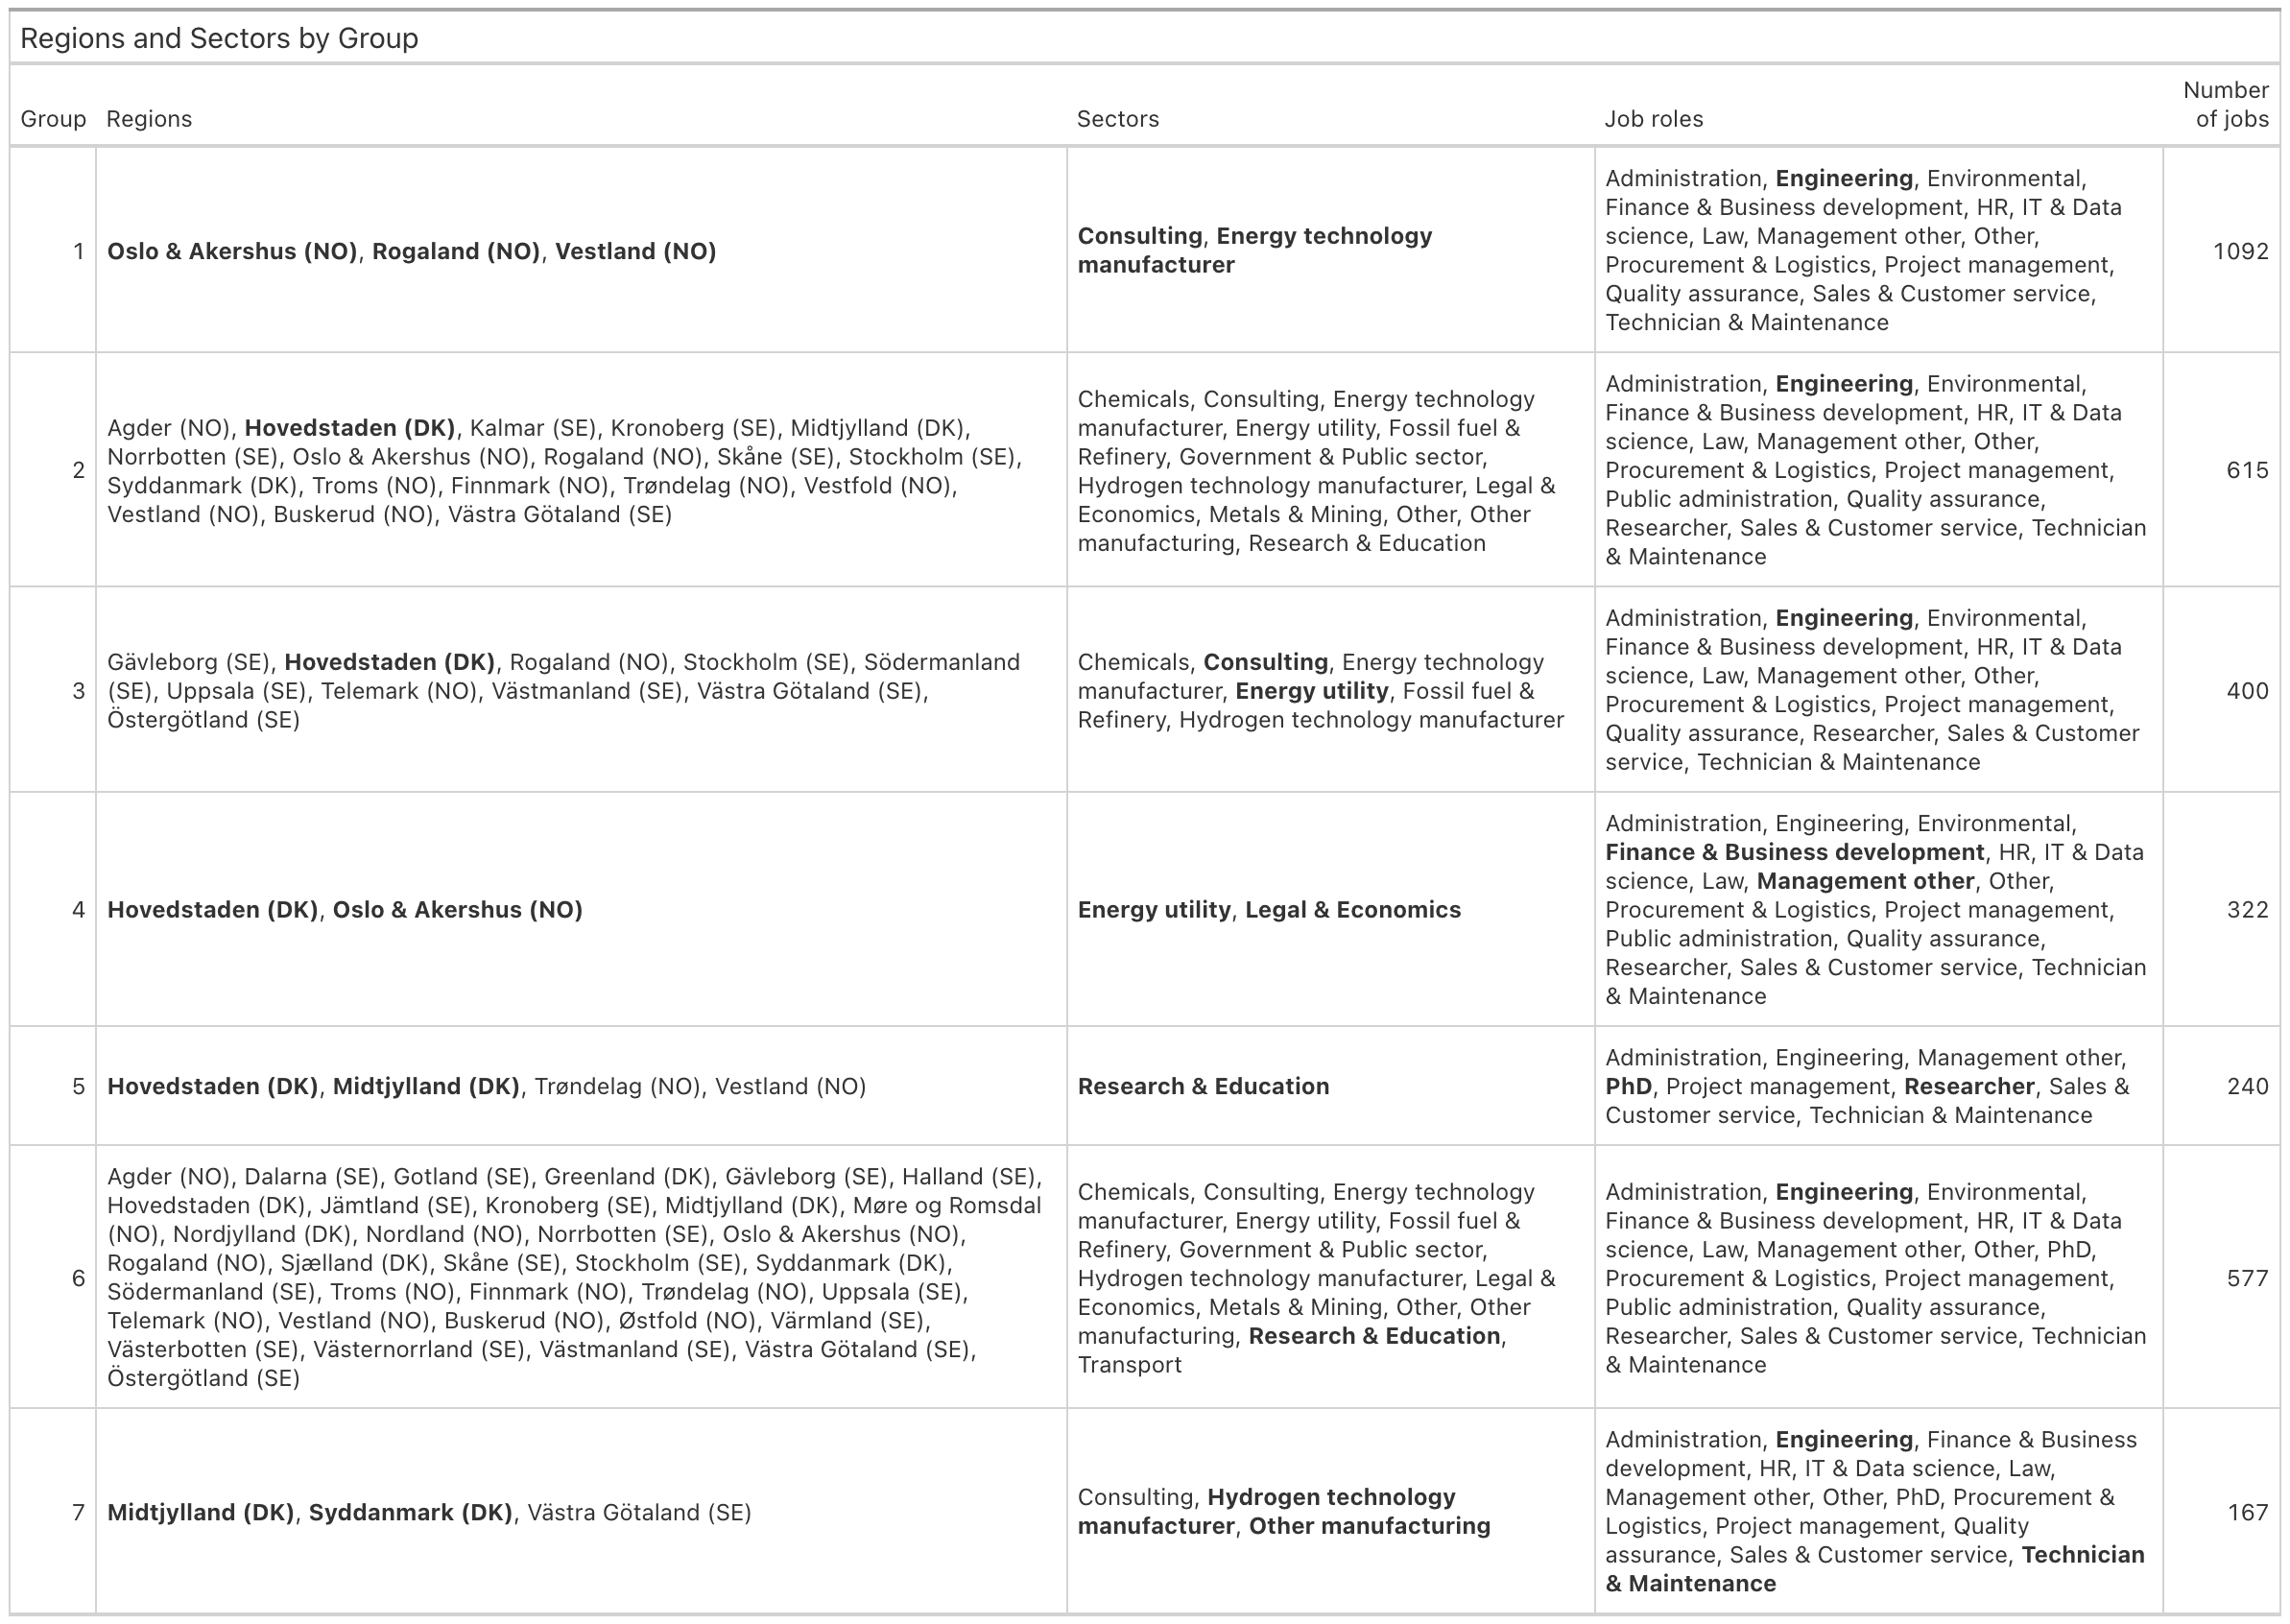 Regions and Sectors by Group
Group Regions Sectors Job roles Number of jobs
1
Oslo & Akershus (NO), Rogaland (NO), Vestland (NO)
Consulting, Energy technology
manufacturer
Administration, Engineering, Environmental,
Finance & Business development, HR, IT & Data
science, Law, Management other, Other,
Procurement & Logistics, Project management,
Quality assurance, Sales & Customer service,
Technician & Maintenance
1092
2
Agder (NO), Hovedstaden (DK), Kalmar (SE), Kronoberg (SE), Midtjylland (DK),
Norrbotten (SE), Oslo & Akershus (NO), Rogaland (NO), Skåne (SE), Stockholm (SE),
Syddanmark (DK), Troms (NO), Finnmark (NO), Trøndelag (NO), Vestfold (NO),
Vestland (NO), Buskerud (NO), Västra Götaland (SE)
Chemicals, Consulting, Energy technology
manufacturer, Energy utility, Fossil fuel &
Refinery, Government & Public sector,
Hydrogen technology manufacturer, Legal &
Economics, Metals & Mining, Other, Other
manufacturing, Research & Education
Administration, Engineering, Environmental,
Finance & Business development, HR, IT & Data
science, Law, Management other, Other,
Procurement & Logistics, Project management,
Public administration, Quality assurance,
Researcher, Sales & Customer service, Technician
& Maintenance
615
3
Gävleborg (SE), Hovedstaden (DK), Rogaland (NO), Stockholm (SE), Södermanland
(SE), Uppsala (SE), Telemark (NO), Västmanland (SE), Västra Götaland (SE),
Östergötland (SE)
Chemicals, Consulting, Energy technology
manufacturer, Energy utility, Fossil fuel &
Refinery, Hydrogen technology manufacturer
Administration, Engineering, Environmental,
Finance & Business development, HR, IT & Data
science, Law, Management other, Other,
Procurement & Logistics, Project management,
Quality assurance, Researcher, Sales & Customer
service, Technician & Maintenance
400
4
Hovedstaden (DK), Oslo & Akershus (NO)
Energy utility, Legal & Economics
Administration, Engineering, Environmental,
Finance & Business development, HR, IT & Data
science, Law, Management other, Other,
Procurement & Logistics, Project management,
Public administration, Quality assurance,
Researcher, Sales & Customer service, Technician
& Maintenance
322
5
Hovedstaden (DK), Midtjylland (DK), Trøndelag (NO), Vestland (NO)
Research & Education
Administration, Engineering, Management other,
PhD, Project management, Researcher, Sales &
Customer service, Technician & Maintenance
240
6
Agder (NO), Dalarna (SE), Gotland (SE), Greenland (DK), Gävleborg (SE), Halland (SE),
Hovedstaden (DK), Jämtland (SE), Kronoberg (SE), Midtjylland (DK), Møre og Romsdal
(NO), Nordjylland (DK), Nordland (NO), Norrbotten (SE), Oslo & Akershus (NO),
Rogaland (NO), Sjælland (DK), Skåne (SE), Stockholm (SE), Syddanmark (DK),
Södermanland (SE), Troms (NO), Finnmark (NO), Trøndelag (NO), Uppsala (SE),
Telemark (NO), Vestland (NO), Buskerud (NO), Østfold (NO), Värmland (SE),
Västerbotten (SE), Västernorrland (SE), Västmanland (SE), Västra Götaland (SE),
Östergötland (SE)
Chemicals, Consulting, Energy technology
manufacturer, Energy utility, Fossil fuel &
Refinery, Government & Public sector,
Hydrogen technology manufacturer, Legal &
Economics, Metals & Mining, Other, Other
manufacturing, Research & Education,
Transport
Administration, Engineering, Environmental,
Finance & Business development, HR, IT & Data
science, Law, Management other, Other, PhD,
Procurement & Logistics, Project management,
Public administration, Quality assurance,
Researcher, Sales & Customer service, Technician
& Maintenance
577
7
Midtjylland (DK), Syddanmark (DK), Västra Götaland (SE)
Consulting, Hydrogen technology
manufacturer, Other manufacturing
Administration, Engineering, Finance & Business
development, HR, IT & Data science, Law,
Management other, Other, PhD, Procurement &
Logistics, Project management, Quality
assurance, Sales & Customer service, Technician
& Maintenance
167